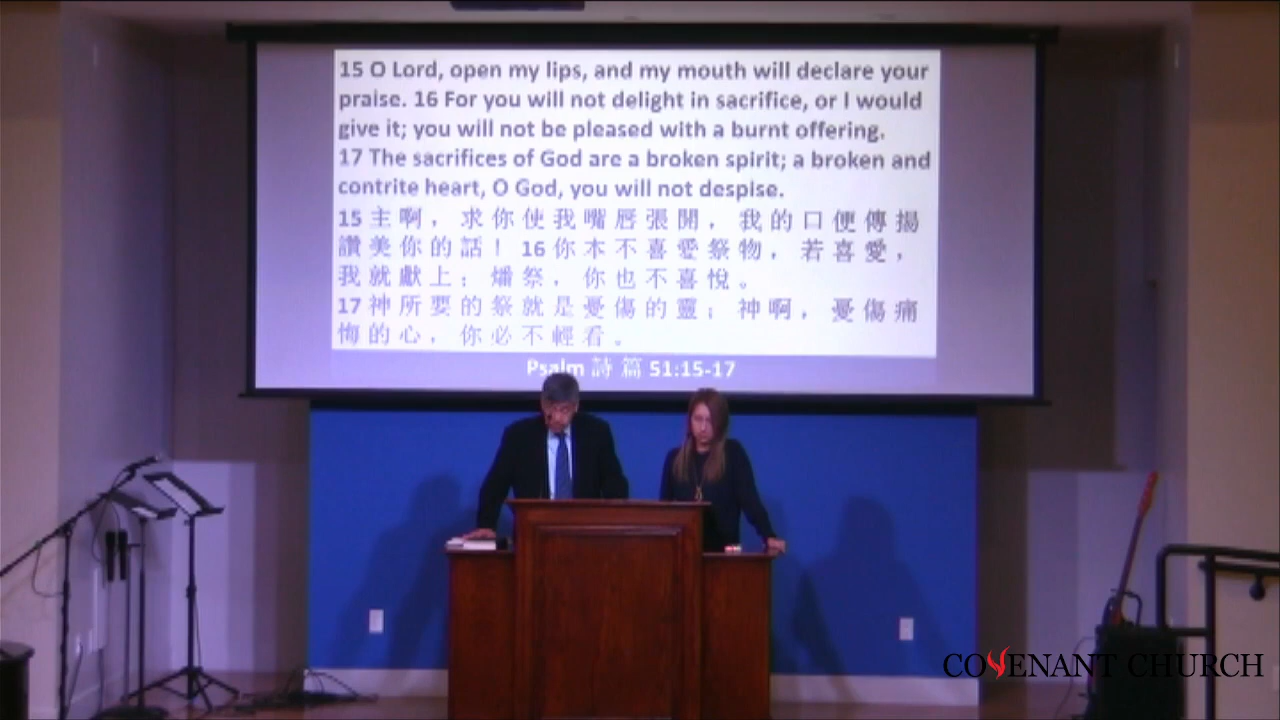 15 O Lord, open my lips, and my mouth will declare your
praise. 16 For you will not delight in sacrifice, or I would
give it; you will not be pleased with a burnt offering.
17 The sacrifices of God are a broken spirit; a broken and
contrite heart, O God, you will not despise.
15 主啊，求你使我嘴唇張開，我的口便傳揚
讚美你的話！16 你本不喜愛祭物，若喜愛，
我就獻上；燔祭，你也不喜悅。
17 神所要的祭就是憂傷的靈；神啊，憂傷痛
悔的心，你必不輕看。
Psalm 詩篇 51:15-17
COVENANT CHURCH